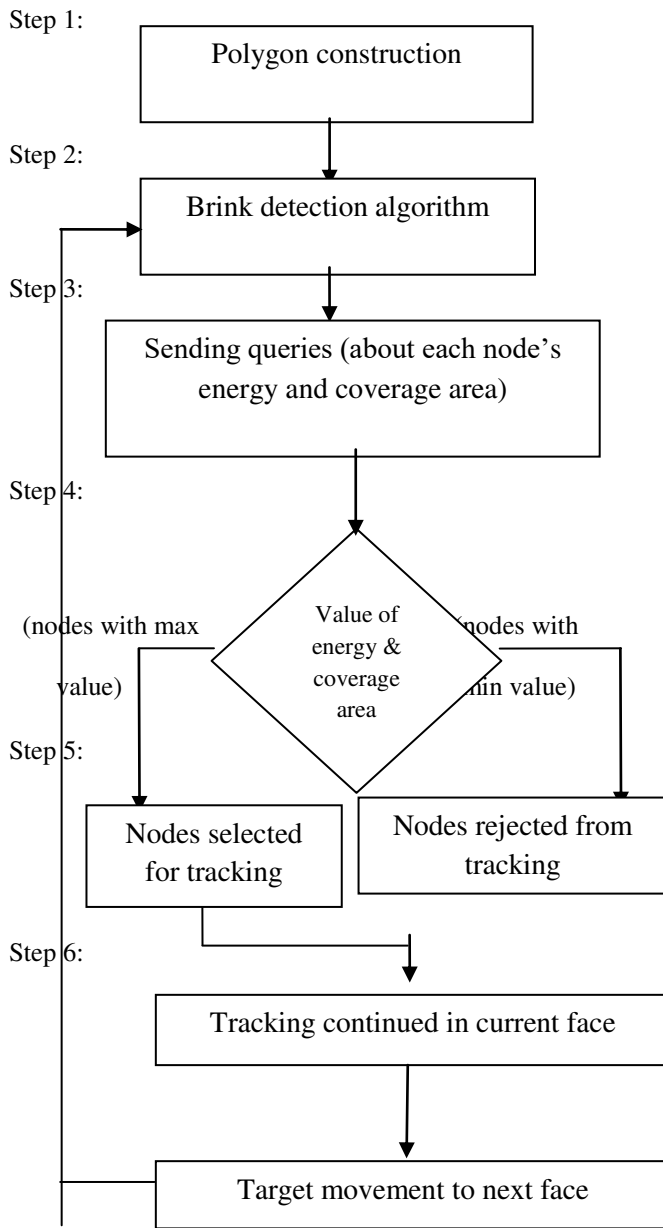 Step 1:
Polygon construction
Step 2:
Brink detection algorithm
Step 3:
Sending queries (about each node’s
energy and coverage area)
Step 4:
(nodes with max
value)
Value of
energy &
coverage
area
(nodes with
min value)
Step 5:
Nodes selected
for tracking
Nodes rejected from
tracking
Step 6:
Tracking continued in current face
Target movement to next face